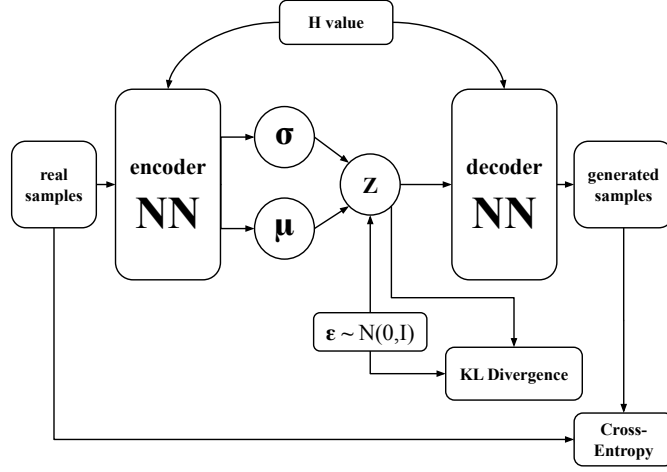 H value
real
samples
encoder
NN
σ
μ
Z
decoder
NN
generated
samples
ε ~ N(0,I)
KL Divergence
Cross-
Entropy